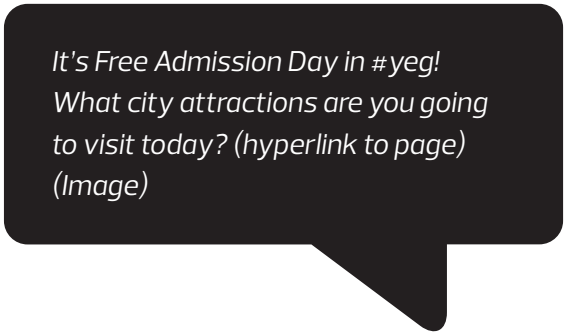 It’s Free Admission Day in #yeg!
What city attractions are you going
to visit today? (hyperlink to page)
(Image)